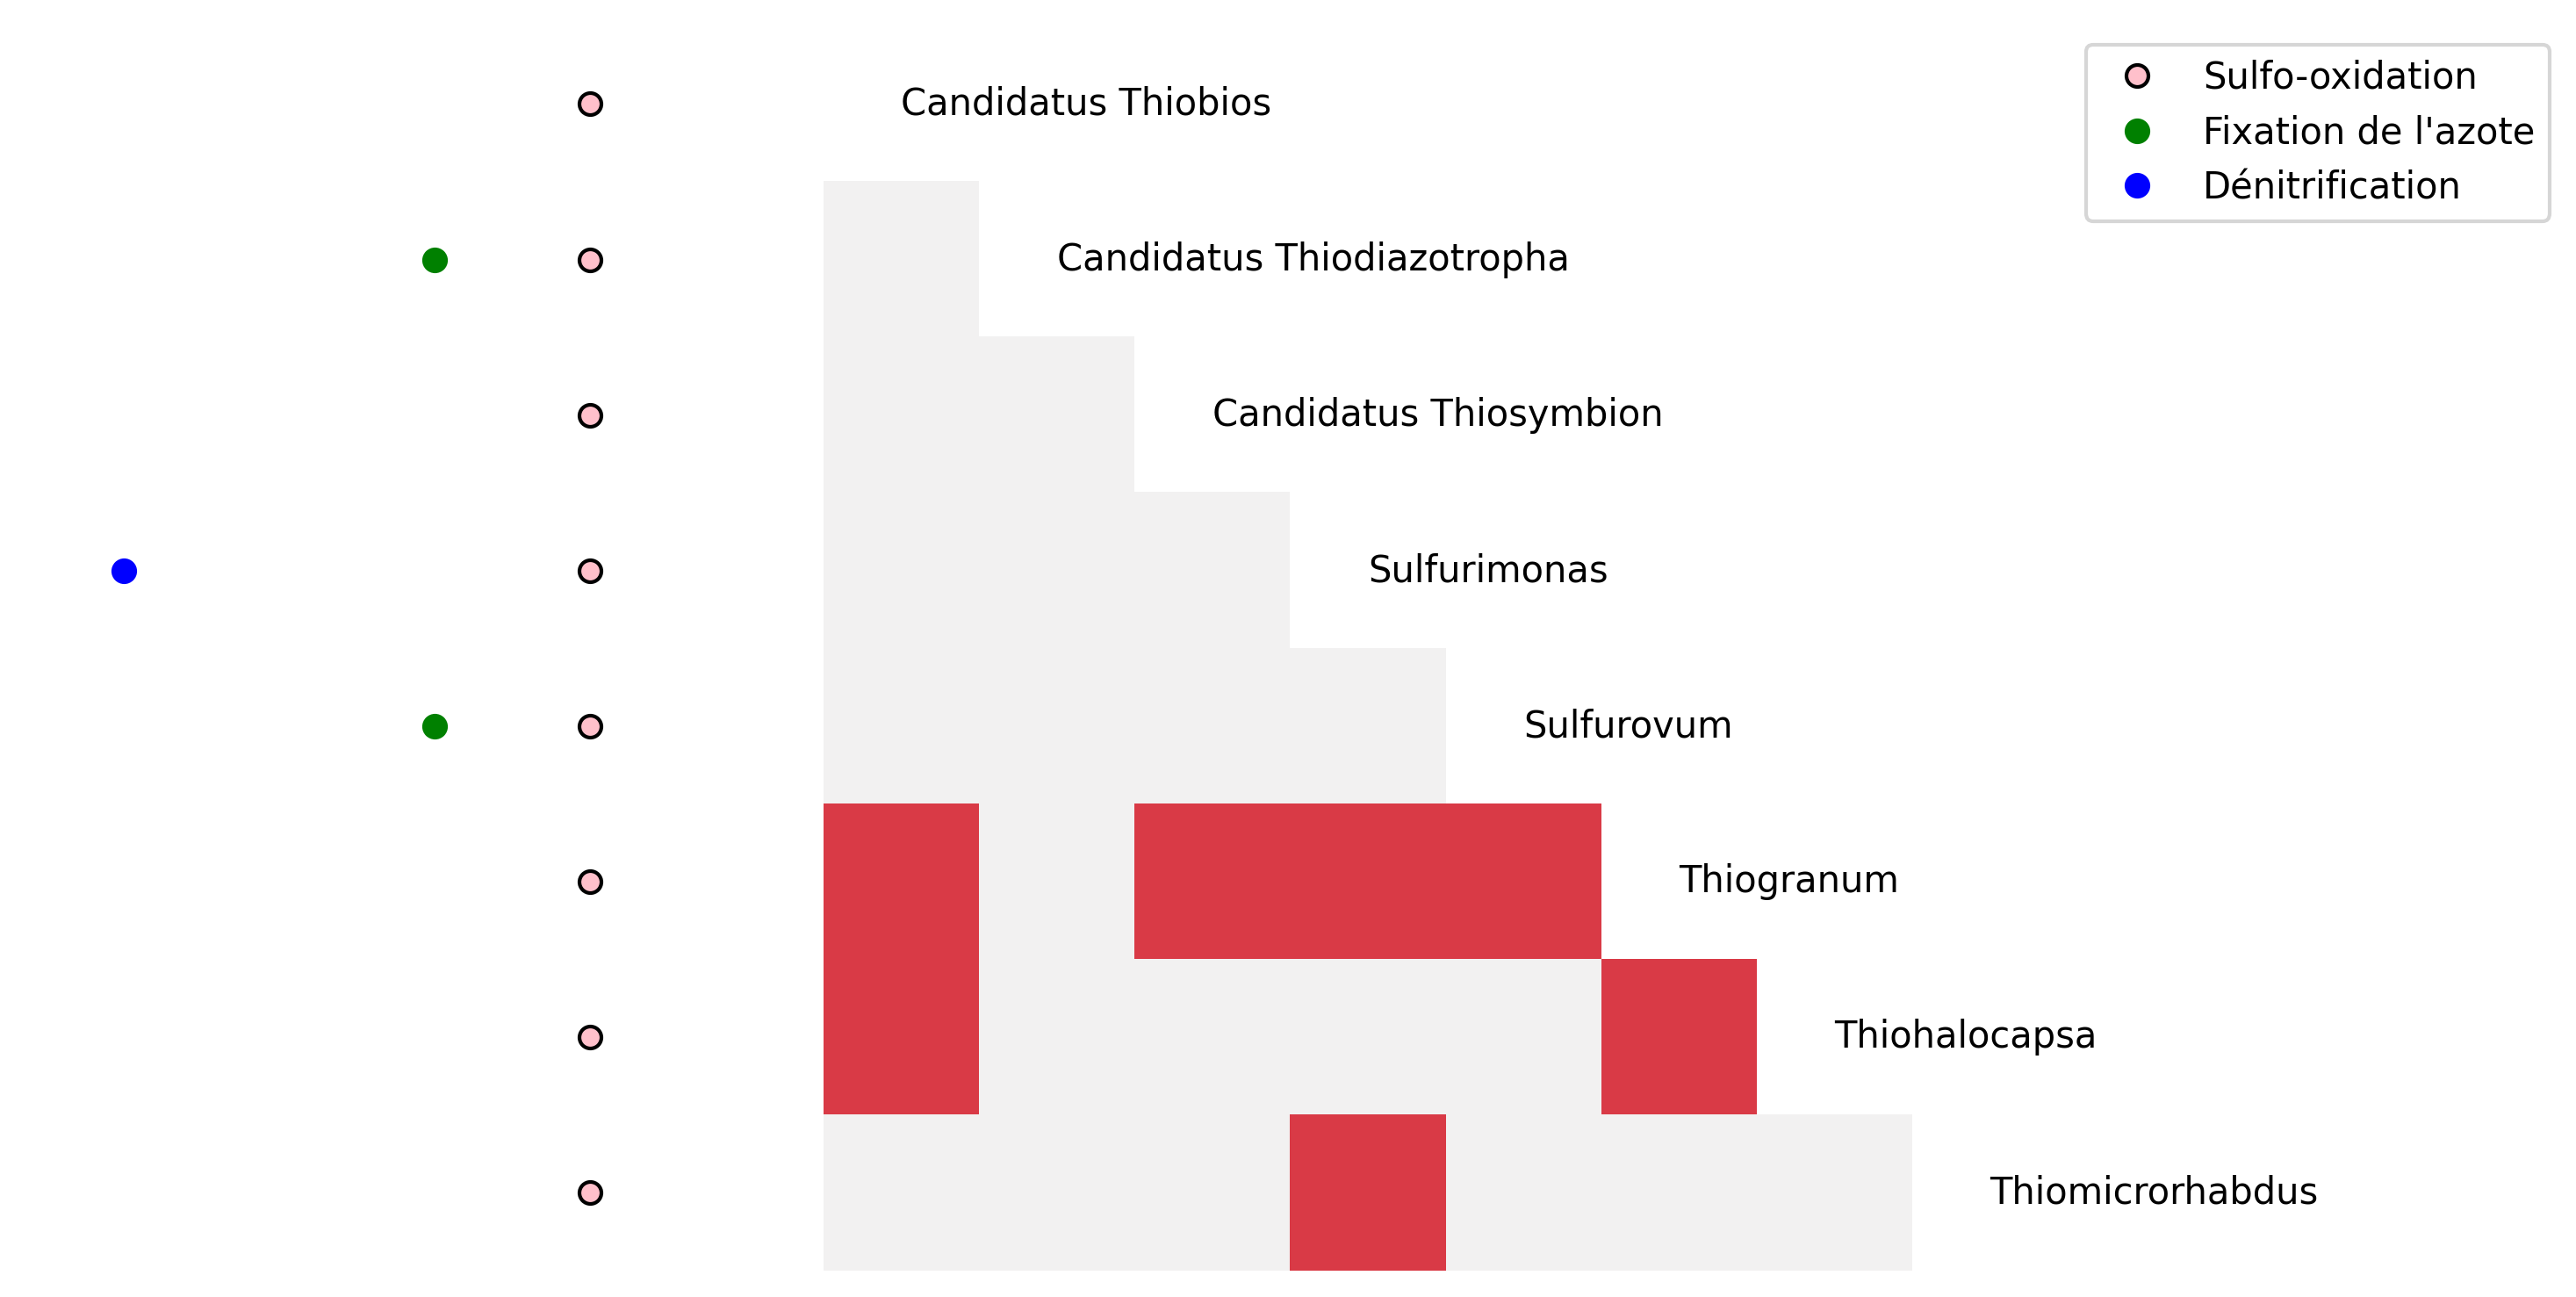 Candidatus Thiobios
Sulfo-oxidation
Fixation de l'azote
Dénitrification
Candidatus Thiodiazotropha
Candidatus Thiosymbion
Sulfurimonas
Sulfurovum
Thiogranum
Thiohalocapsa
Thiomicrorhabdus